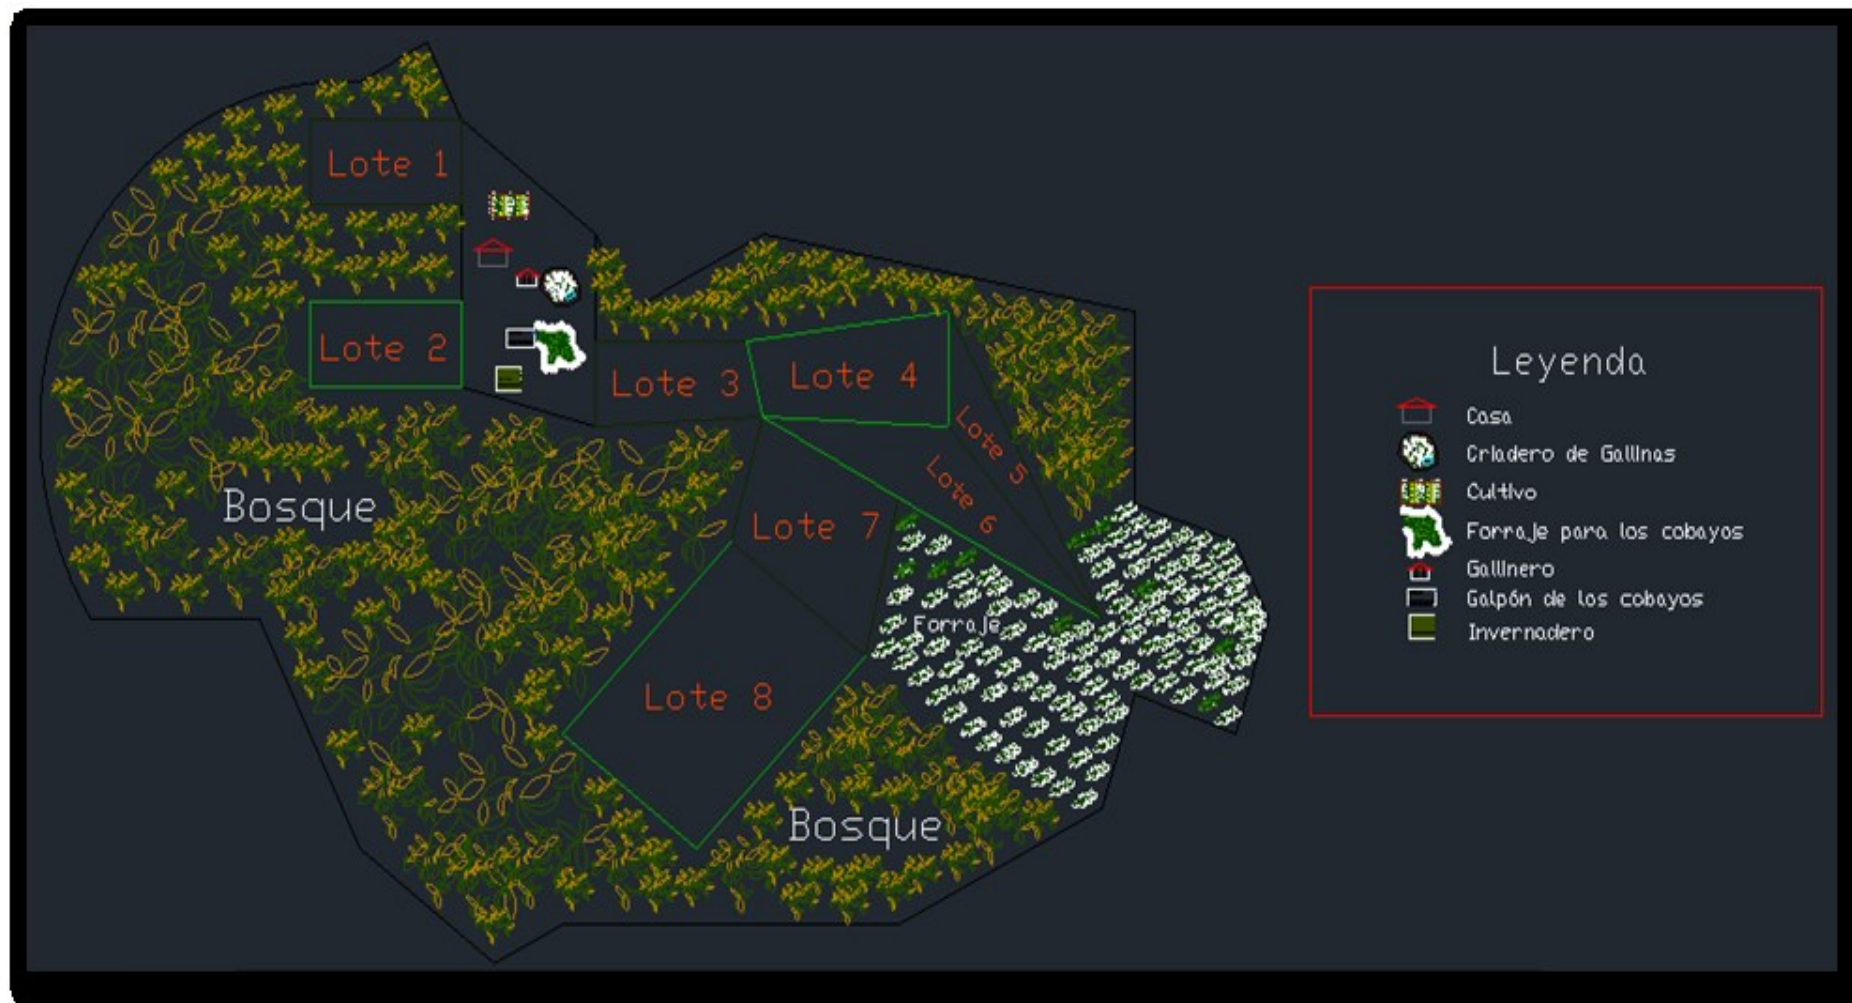 Lote 1
Lote 2
Lote 3
Lote 4
Lote 5
Lote 6
Lote 7
Lote 8
Bosque
Forraje
Bosque
Leyenda
Casa
Criadero de Gallinas
Cultivo
Forraje para los cobayos
Gallinero
Galpón de los cobayos
Invernadero